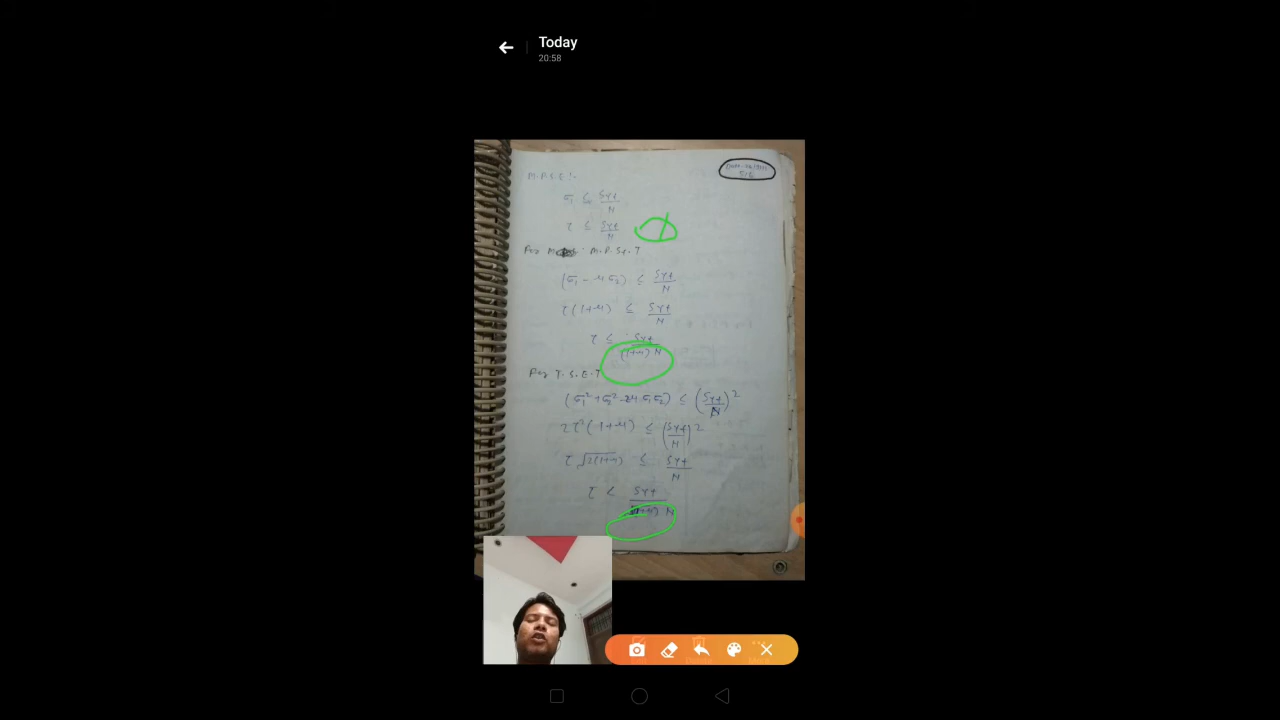 Today
20:58
M.P.S.T:-
σ₁ ≤ Syt/N
τ ≤ Syt/N
For M.P.St.T
(σ₁ - μσ₂) ≤ Syt/N
τ(1+μ) ≤ Syt/N
τ ≤ Syt/(1+μ)N
For T.S.E.T
(σ₁² + σ₂² - 2μσ₁σ₂) ≤ (Syt/N)²
2τ²(1+μ) ≤ (Syt/N)²
τ√2(1+μ) ≤ Syt/N
τ < Syt